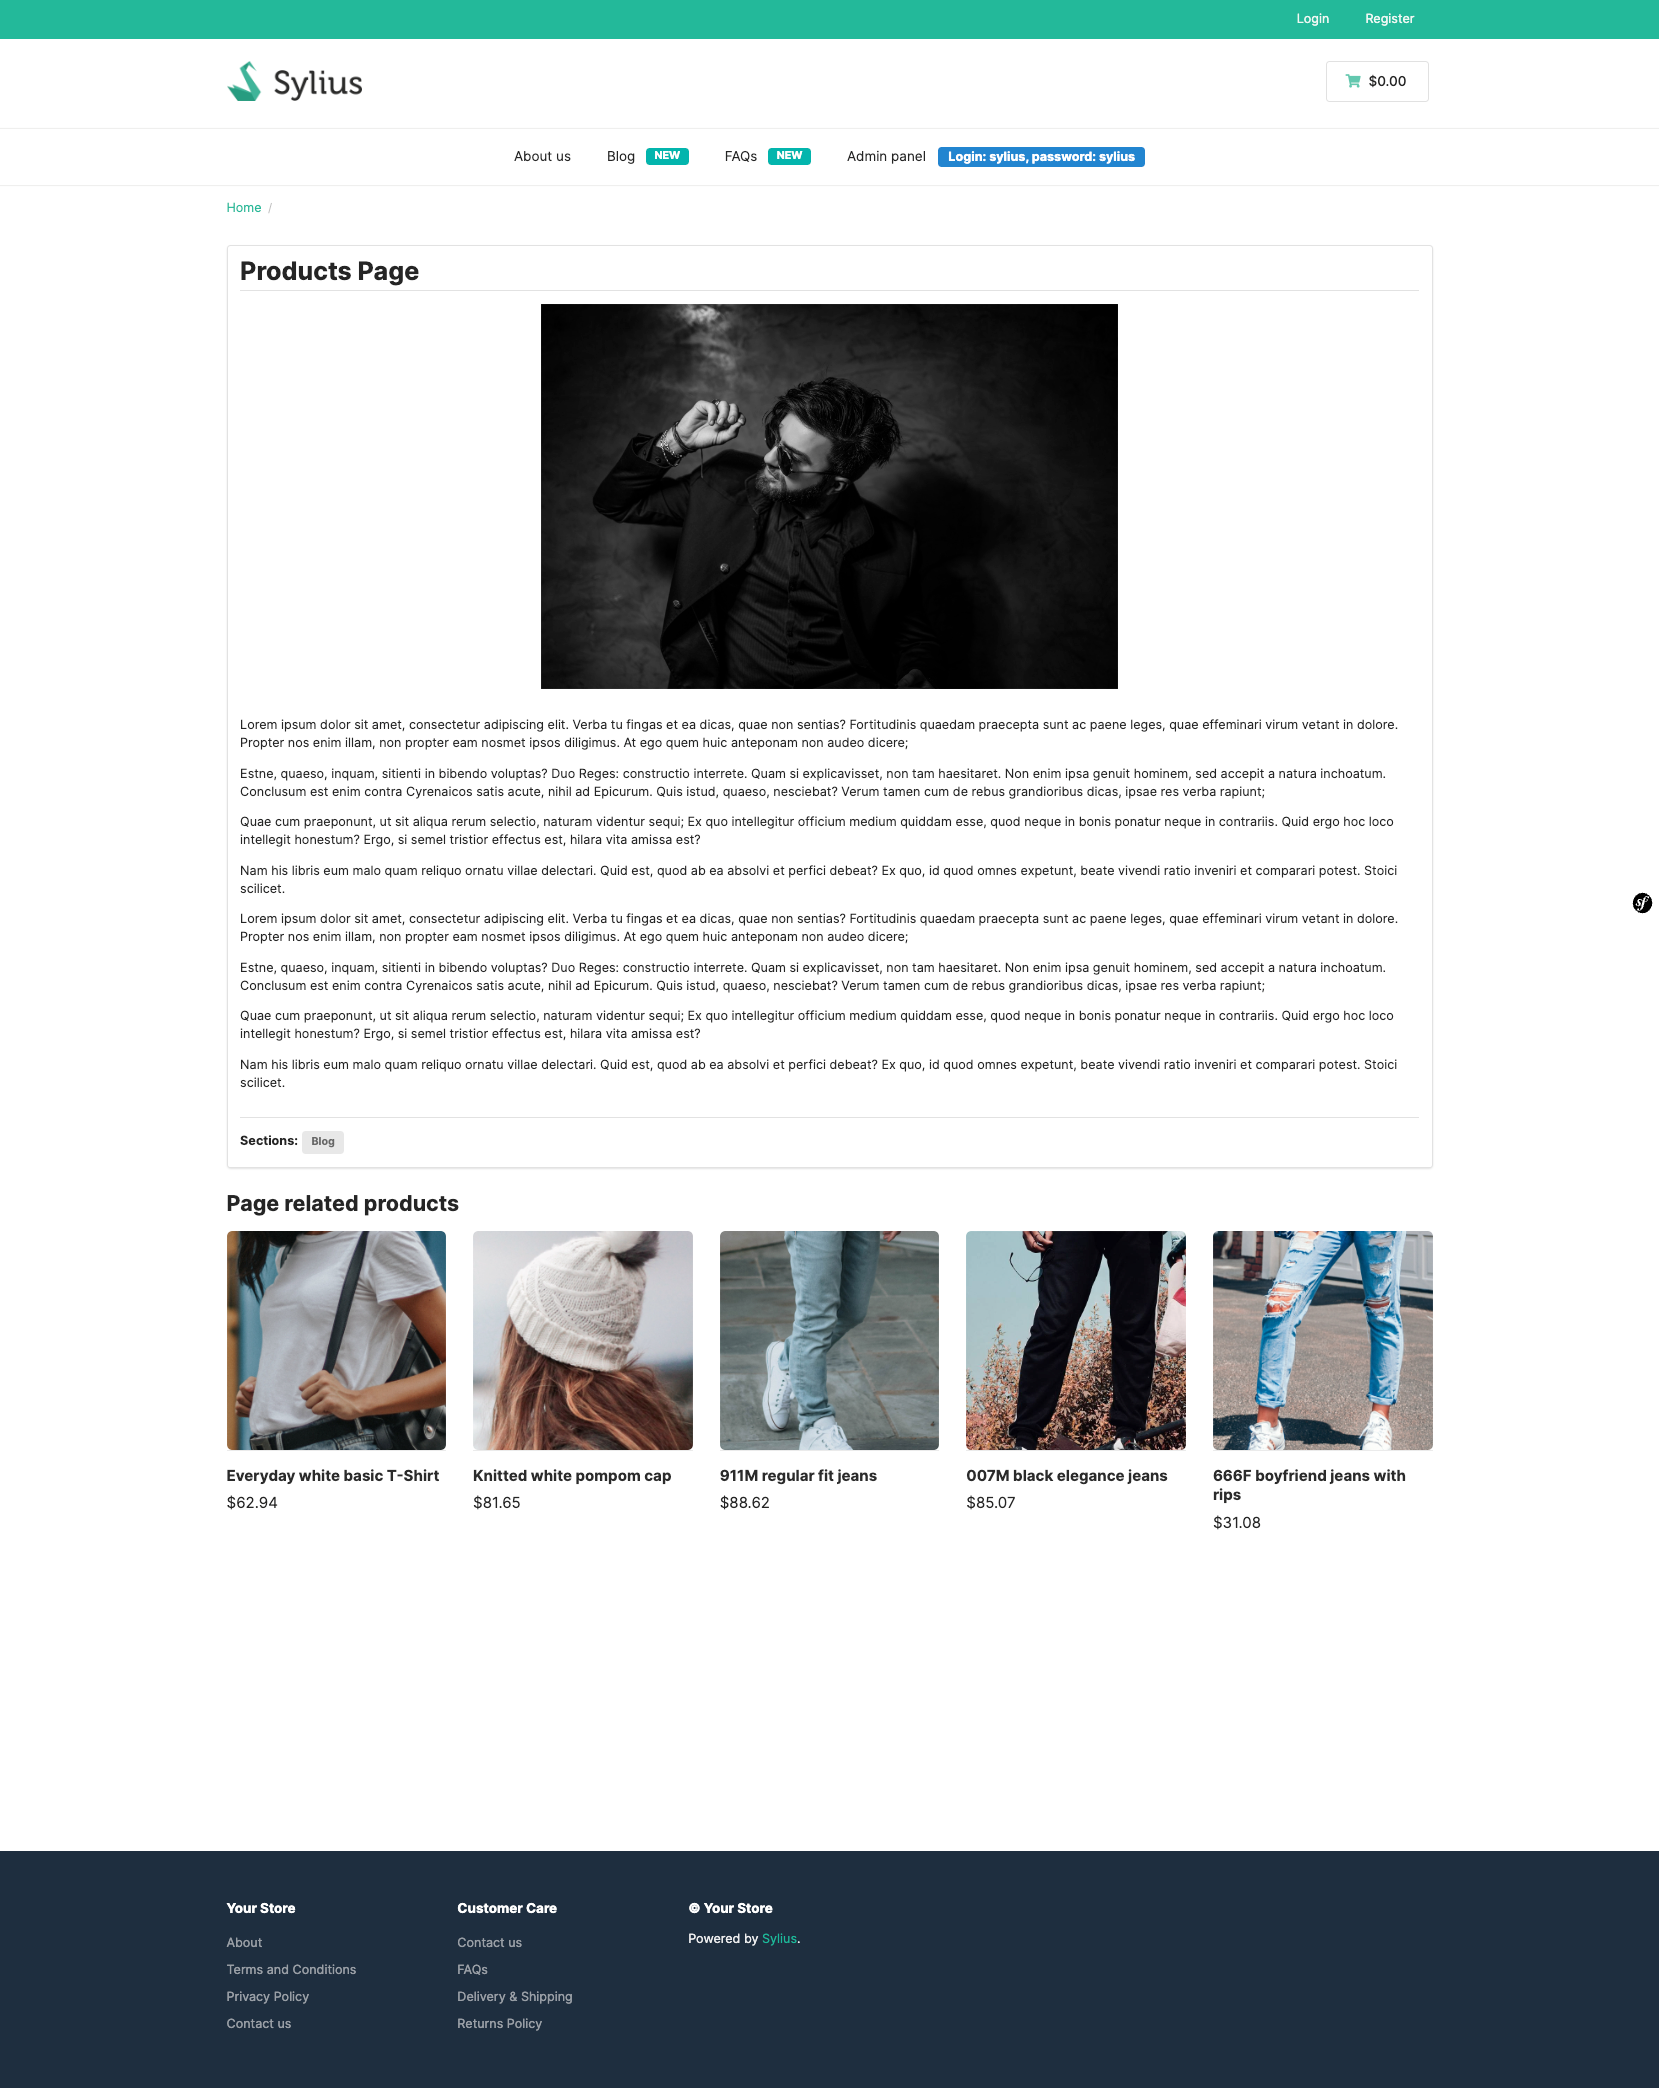 Login Register
Sylius
$0.00
About us Blog NEW FAQs NEW Admin panel Login: sylius, password: sylius
Home /
Products Page
Lorem ipsum dolor sit amet, consectetur adipiscing elit. Verba tu fingas et ea dicas, quae non sentias? Fortitudinis quaedam praecepta sunt ac paene leges, quae effeminari virum vetant in dolore.
Propter nos enim illam, non propter eam nosmet ipsos diligimus. At ego quem huic anteponam non audeo dicere;
Estne, quaeso, inquam, sitienti in bibendo voluptas? Duo Reges: constructio interrete. Quam si explicavisset, non tam haesitaret. Non enim ipsa genuit hominem, sed accepit a natura inchoatum.
Conclusum est enim contra Cyrenaicos satis acute, nihil ad Epicurum. Quis istud, quaeso, nesciebat? Verum tamen cum de rebus grandioribus dicas, ipsae res verba rapiunt;
Quae cum praeponunt, ut sit aliqua rerum selectio, naturam videntur sequi; Ex quo intellegitur officium medium quiddam esse, quod neque in bonis ponatur neque in contrariis. Quid ergo hoc loco
intellegit honestum? Ergo, si semel tristior effectus est, hilara vita amissa est?
Nam his libris eum malo quam reliquo ornatu villae delectari. Quid est, quod ab ea absolvi et perfici debeat? Ex quo, id quod omnes expetunt, beate vivendi ratio inveniri et comparari potest. Stoici
scilicet.
Lorem ipsum dolor sit amet, consectetur adipiscing elit. Verba tu fingas et ea dicas, quae non sentias? Fortitudinis quaedam praecepta sunt ac paene leges, quae effeminari virum vetant in dolore.
Propter nos enim illam, non propter eam nosmet ipsos diligimus. At ego quem huic anteponam non audeo dicere;
Estne, quaeso, inquam, sitienti in bibendo voluptas? Duo Reges: constructio interrete. Quam si explicavisset, non tam haesitaret. Non enim ipsa genuit hominem, sed accepit a natura inchoatum.
Conclusum est enim contra Cyrenaicos satis acute, nihil ad Epicurum. Quis istud, quaeso, nesciebat? Verum tamen cum de rebus grandioribus dicas, ipsae res verba rapiunt;
Quae cum praeponunt, ut sit aliqua rerum selectio, naturam videntur sequi; Ex quo intellegitur officium medium quiddam esse, quod neque in bonis ponatur neque in contrariis. Quid ergo hoc loco
intellegit honestum? Ergo, si semel tristior effectus est, hilara vita amissa est?
Nam his libris eum malo quam reliquo ornatu villae delectari. Quid est, quod ab ea absolvi et perfici debeat? Ex quo, id quod omnes expetunt, beate vivendi ratio inveniri et comparari potest. Stoici
scilicet.
Sections: Blog
sf
Page related products
Everyday white basic T-Shirt
$62.94
Knitted white pompom cap
$81.65
911M regular fit jeans
$88.62
007M black elegance jeans
$85.07
666F boyfriend jeans with
rips
$31.08
Your Store
About
Terms and Conditions
Privacy Policy
Contact us
Customer Care
Contact us
FAQs
Delivery & Shipping
Returns Policy
© Your Store
Powered by Sylius.